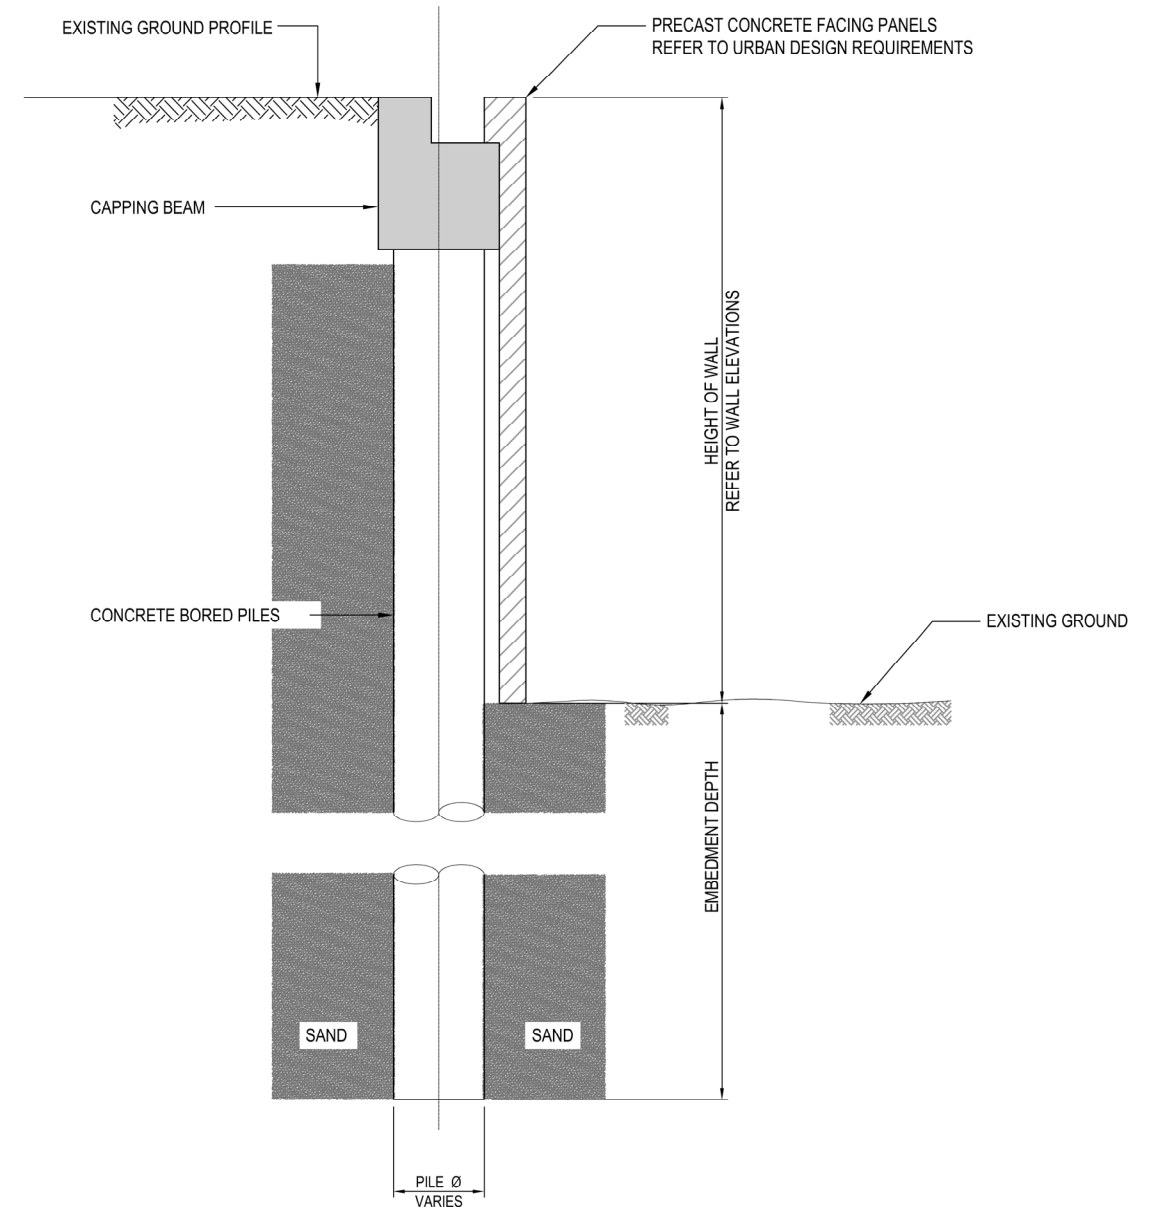 EXISTING GROUND PROFILE
PRECAST CONCRETE FACING PANELS
REFER TO URBAN DESIGN REQUIREMENTS
CAPPING BEAM
HEIGHT OF WALL
REFER TO WALL ELEVATIONS
CONCRETE BORED PILES
EXISTING GROUND
EMBEDMENT DEPTH
SAND
SAND
PILE Ø
VARIES